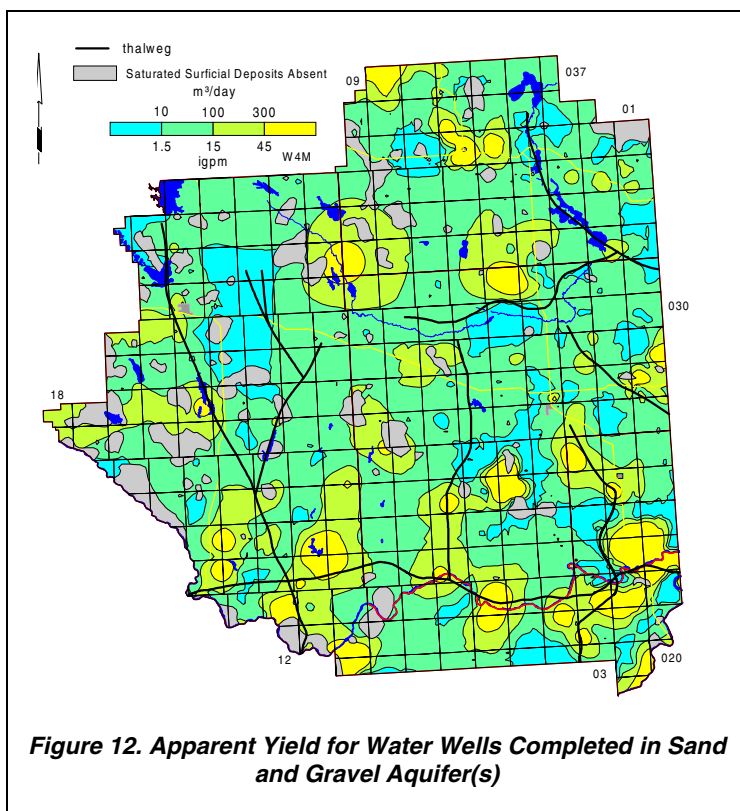 thalweg
Saturated Surficial Deposits Absent
m³/day
10 100 300
1.5 15 45
igpm
W4M
09
037
01
030
18
12
03
020
Figure 12. Apparent Yield for Water Wells Completed in Sand
and Gravel Aquifer(s)